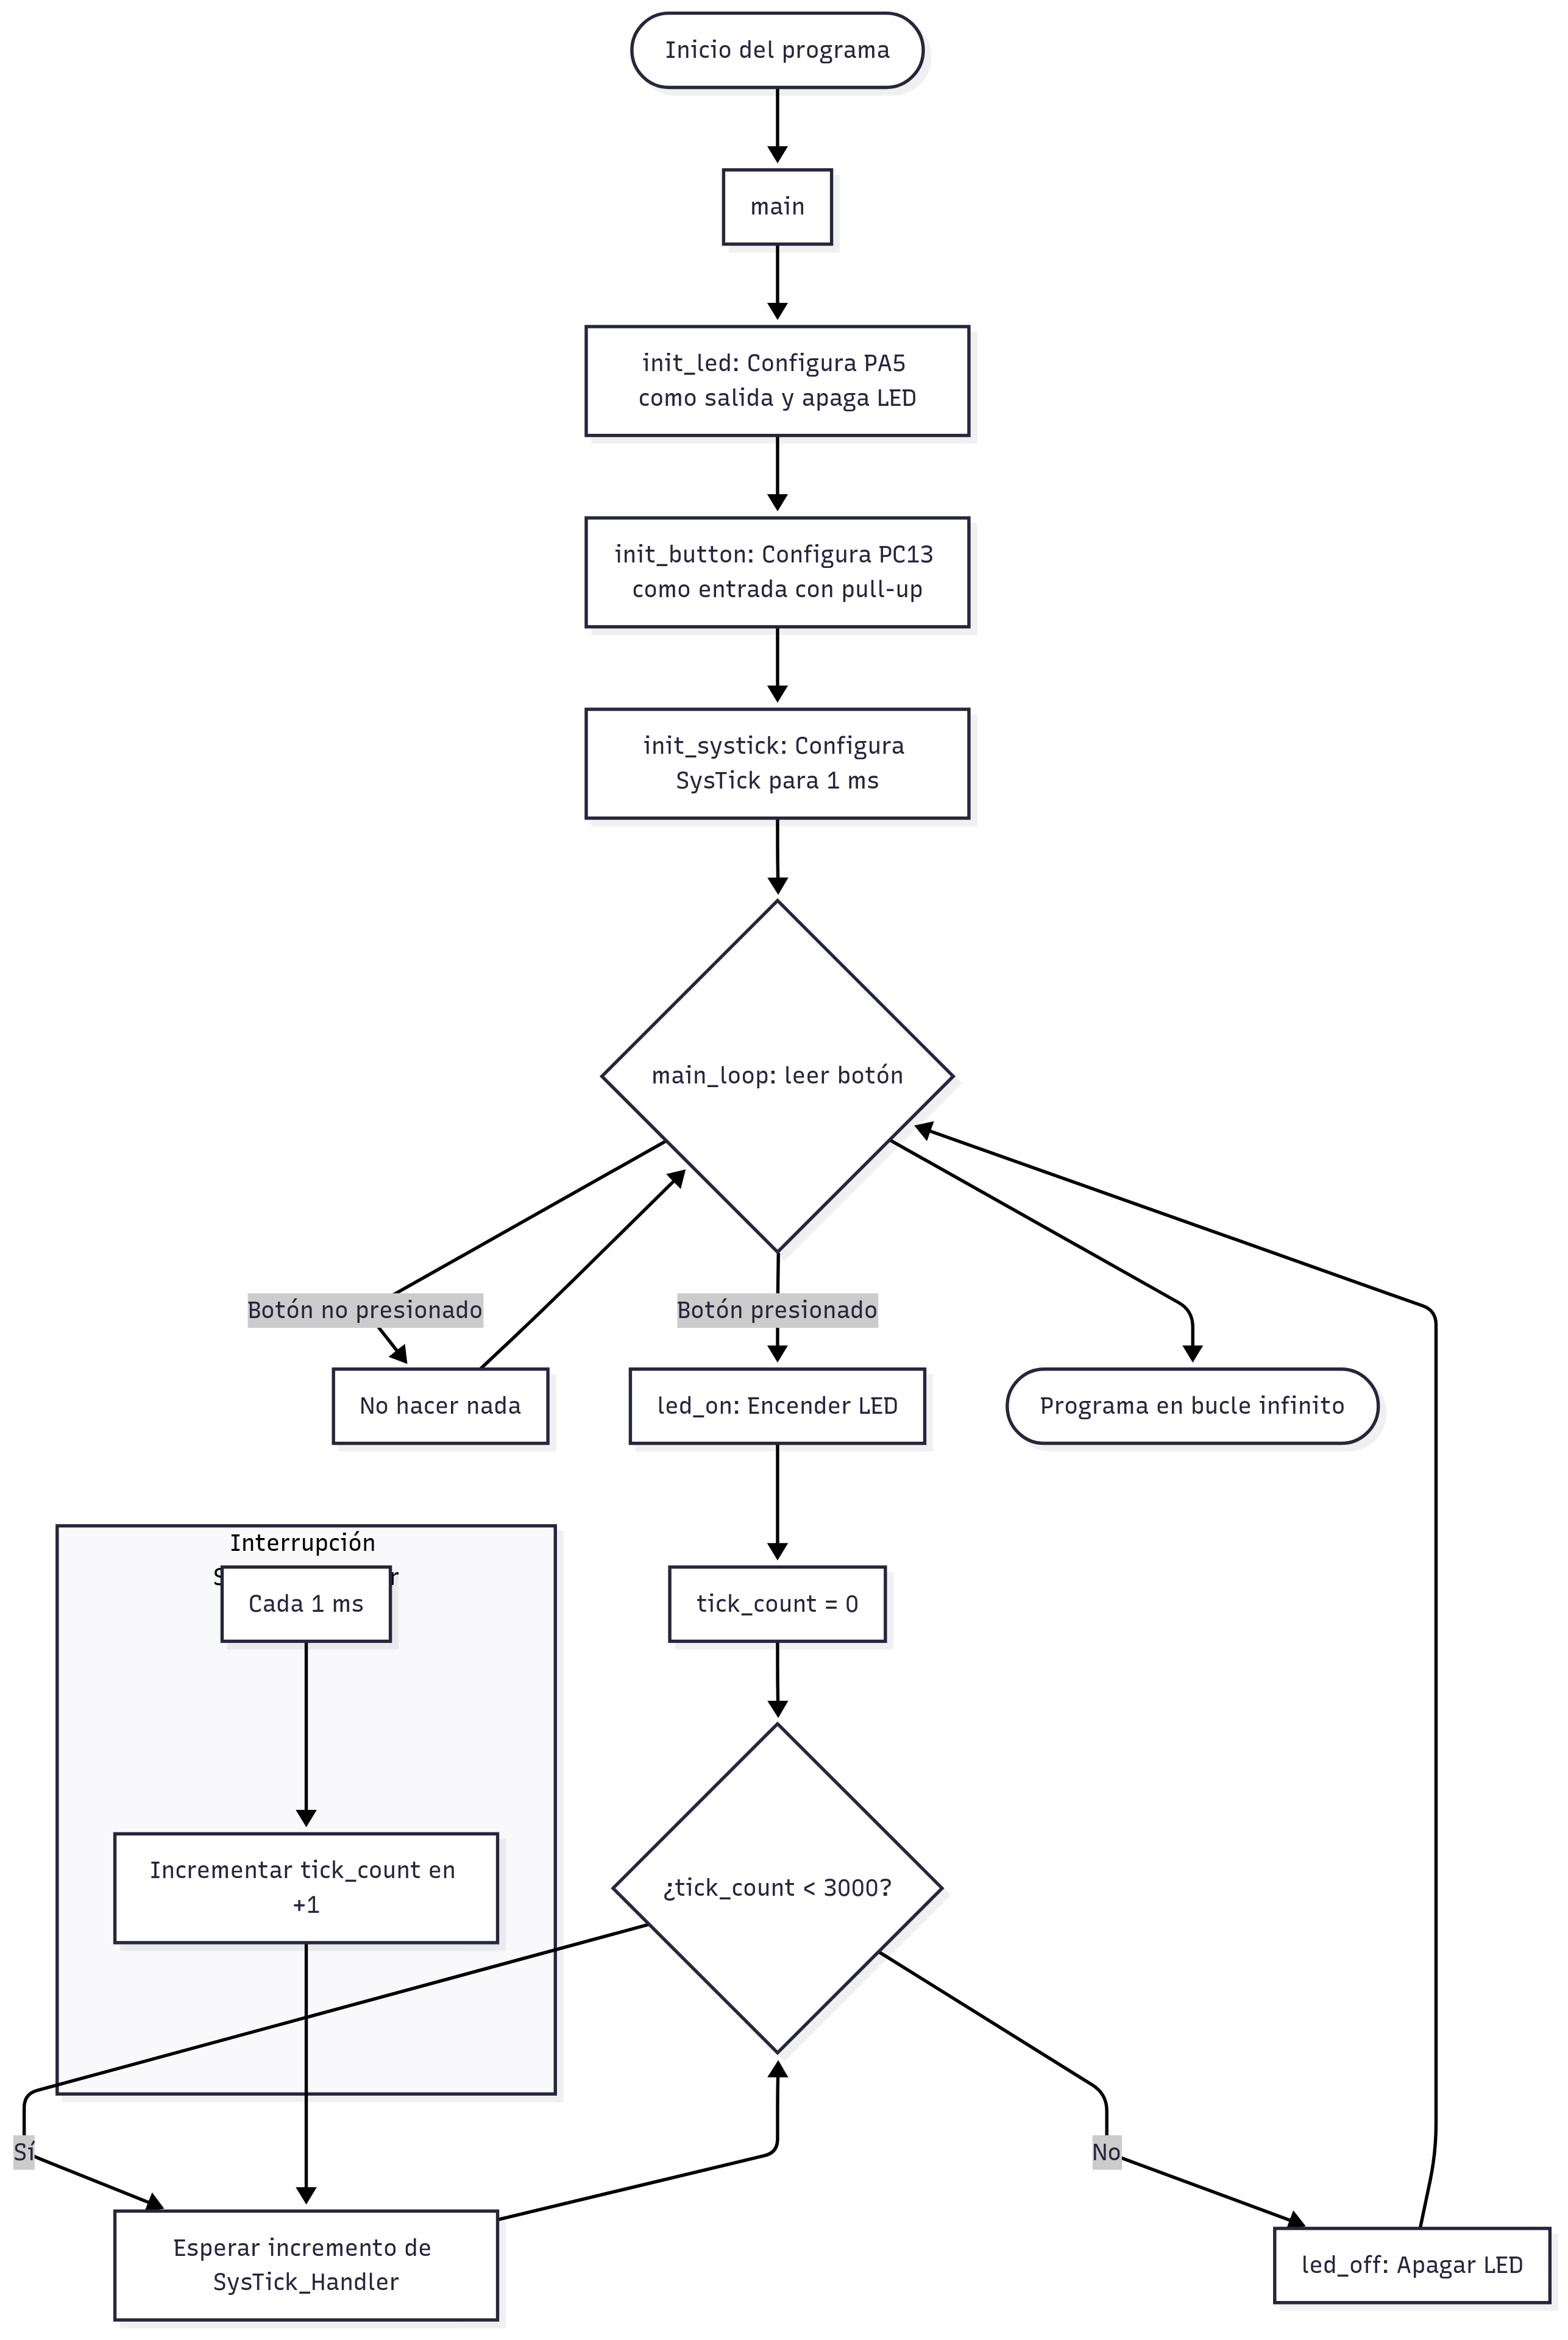 Inicio del programa
main
init_led: Configura PA5
como salida y apaga LED
init_button: Configura PC13
como entrada con pull-up
init_systick: Configura
SysTick para 1 ms
main_loop: leer botón
Botón no presionado
Botón presionado
No hacer nada
led_on: Encender LED
Programa en bucle infinito
Interrupción
Cada 1 ms
tick_count = 0
Incrementar tick_count en
+1
¿tick_count < 3000?
Sí
No
Esperar incremento de
SysTick_Handler
led_off: Apagar LED